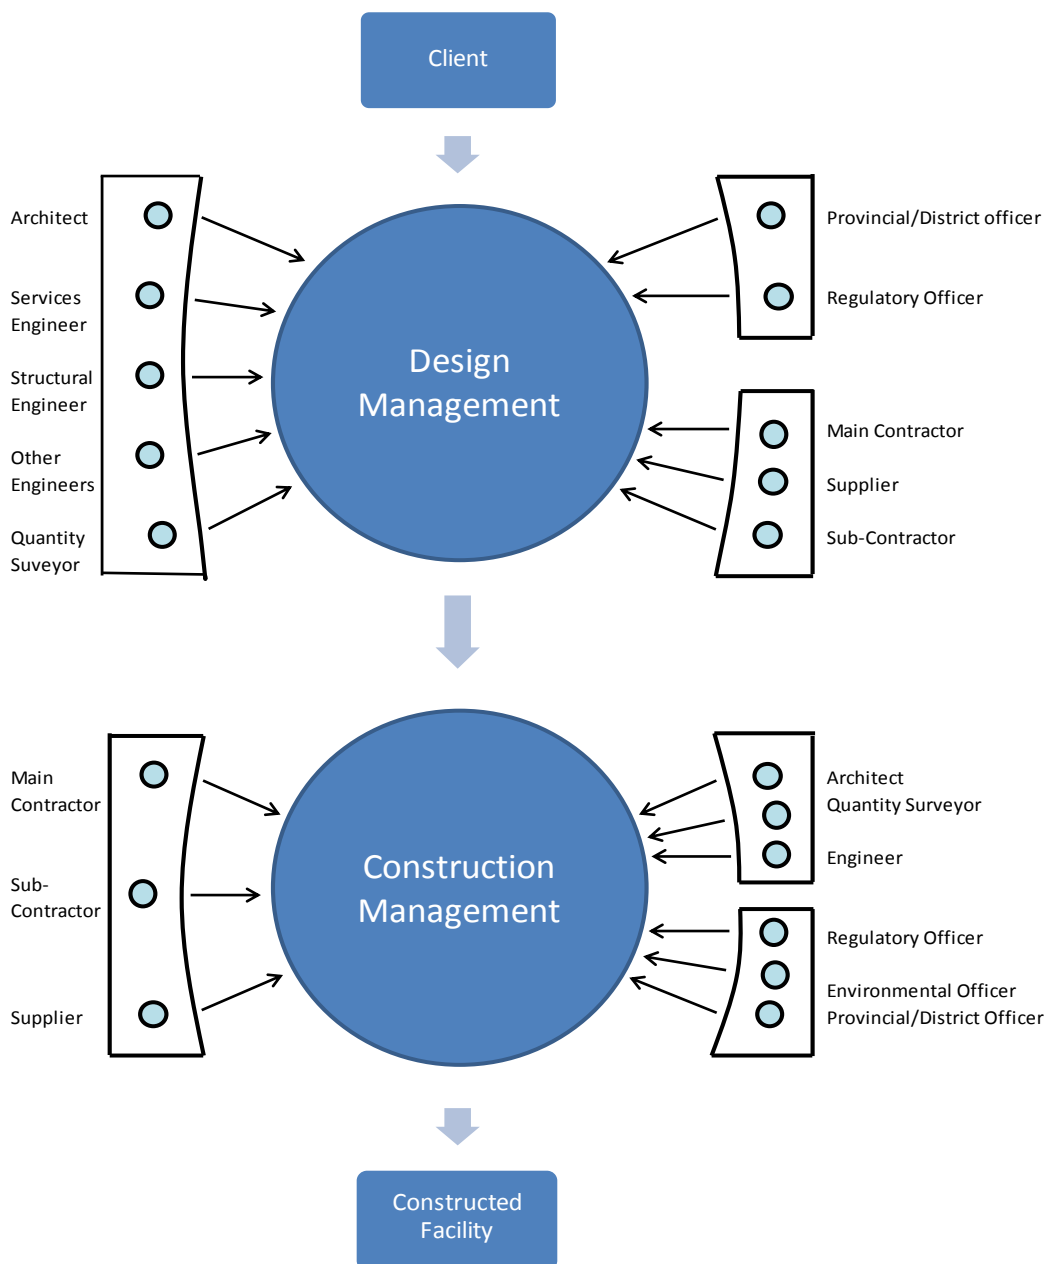 Client
Architect
Services
Engineer
Structural
Engineer
Other
Engineers
Quantity
Suveyor
Design
Management
Provincial/District officer
Regulatory Officer
Main Contractor
Supplier
Sub-Contractor
Main
Contractor
Sub-
Contractor
Supplier
Construction
Management
Architect
Quantity Surveyor
Engineer
Regulatory Officer
Environmental Officer
Provincial/District Officer
Constructed
Facility